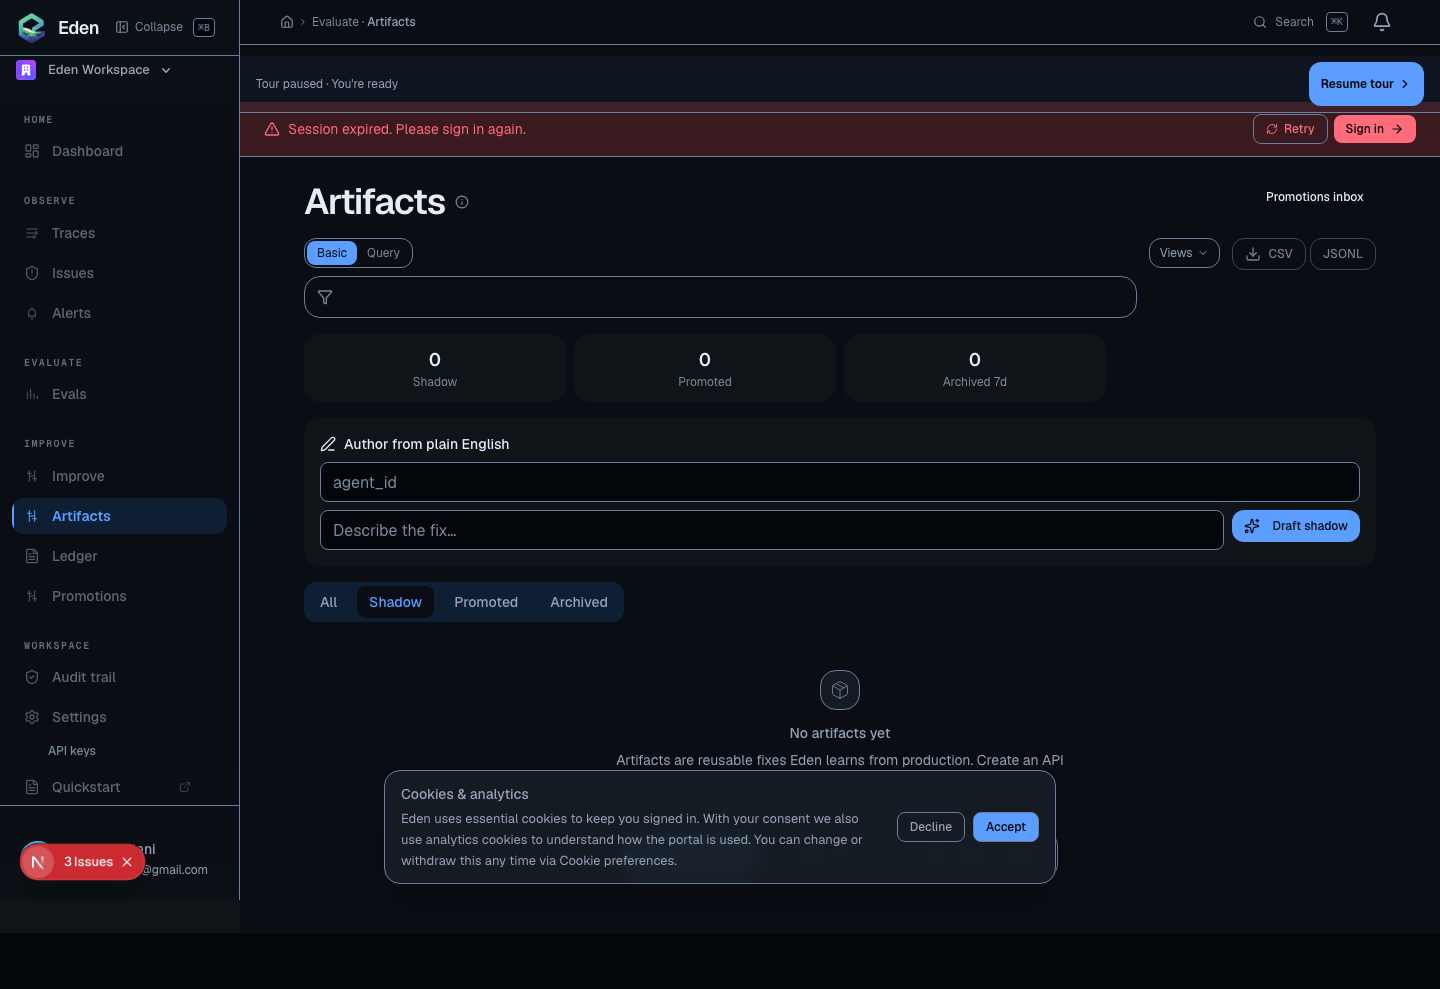 Eden
Collapse
⌘B
Eden Workspace
HOME
Dashboard
OBSERVE
Traces
Issues
Alerts
EVALUATE
Evals
IMPROVE
Improve
Artifacts
Ledger
Promotions
WORKSPACE
Audit trail
Settings
API keys
Quickstart
ani
@gmail.com
N
3 Issues
Evaluate · Artifacts
Search
⌘K
Tour paused · You're ready
Resume tour
Session expired. Please sign in again.
Retry
Sign in
Artifacts
Promotions inbox
Basic
Query
Views
CSV
JSONL
0
Shadow
0
Promoted
0
Archived 7d
Author from plain English
agent_id
Describe the fix…
Draft shadow
All
Shadow
Promoted
Archived
No artifacts yet
Artifacts are reusable fixes Eden learns from production. Create an API
Cookies & analytics
Eden uses essential cookies to keep you signed in. With your consent we also
use analytics cookies to understand how the portal is used. You can change or
withdraw this any time via Cookie preferences.
Decline
Accept